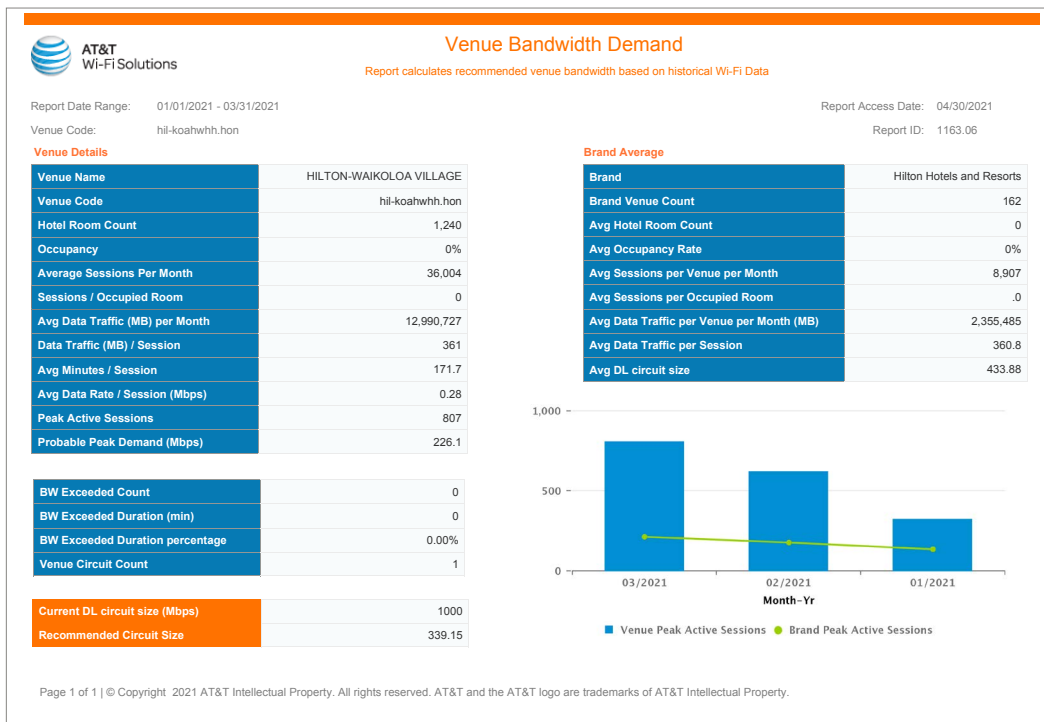 AT&T
Wi-Fi Solutions
Venue Bandwidth Demand
Report calculates recommended venue bandwidth based on historical Wi-Fi Data
Report Date Range: 01/01/2021 - 03/31/2021
Report Access Date: 04/30/2021
Venue Code: hil-koahwhh.hon
Report ID: 1163.06
Venue Details
Venue Name HILTON-WAIKOLOA VILLAGE
Venue Code hil-koahwhh.hon
Hotel Room Count 1,240
Occupancy 0%
Average Sessions Per Month 36,004
Sessions / Occupied Room 0
Avg Data Traffic (MB) per Month 12,990,727
Data Traffic (MB) / Session 361
Avg Minutes / Session 171.7
Avg Data Rate / Session (Mbps) 0.28
Peak Active Sessions 807
Probable Peak Demand (Mbps) 226.1
BW Exceeded Count 0
BW Exceeded Duration (min) 0
BW Exceeded Duration percentage 0.00%
Venue Circuit Count 1
Current DL circuit size (Mbps) 1000
Recommended Circuit Size 339.15
Brand Average
Brand Hilton Hotels and Resorts
Brand Venue Count 162
Avg Hotel Room Count 0
Avg Occupancy Rate 0%
Avg Sessions per Venue per Month 8,907
Avg Sessions per Occupied Room .0
Avg Data Traffic per Venue per Month (MB) 2,355,485
Avg Data Traffic per Session 360.8
Avg DL circuit size 433.88
1,000
500
0
03/2021 02/2021 01/2021
Month-Yr
Venue Peak Active Sessions Brand Peak Active Sessions
Page 1 of 1 | © Copyright 2021 AT&T Intellectual Property. All rights reserved. AT&T and the AT&T logo are trademarks of AT&T Intellectual Property.